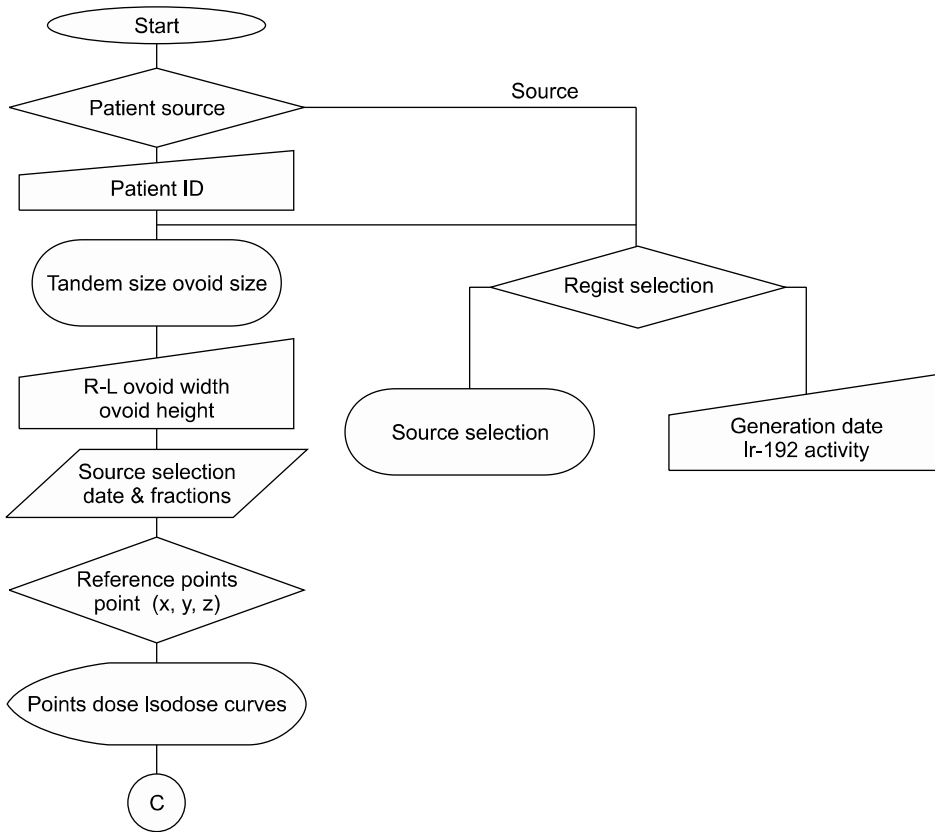 Start
Patient source
Source
Patient ID
Tandem size ovoid size
Regist selection
R-L ovoid width
ovoid height
Source selection
Generation date
Ir-192 activity
Source selection
date & fractions
Reference points
point (x, y, z)
Points dose Isodose curves
C